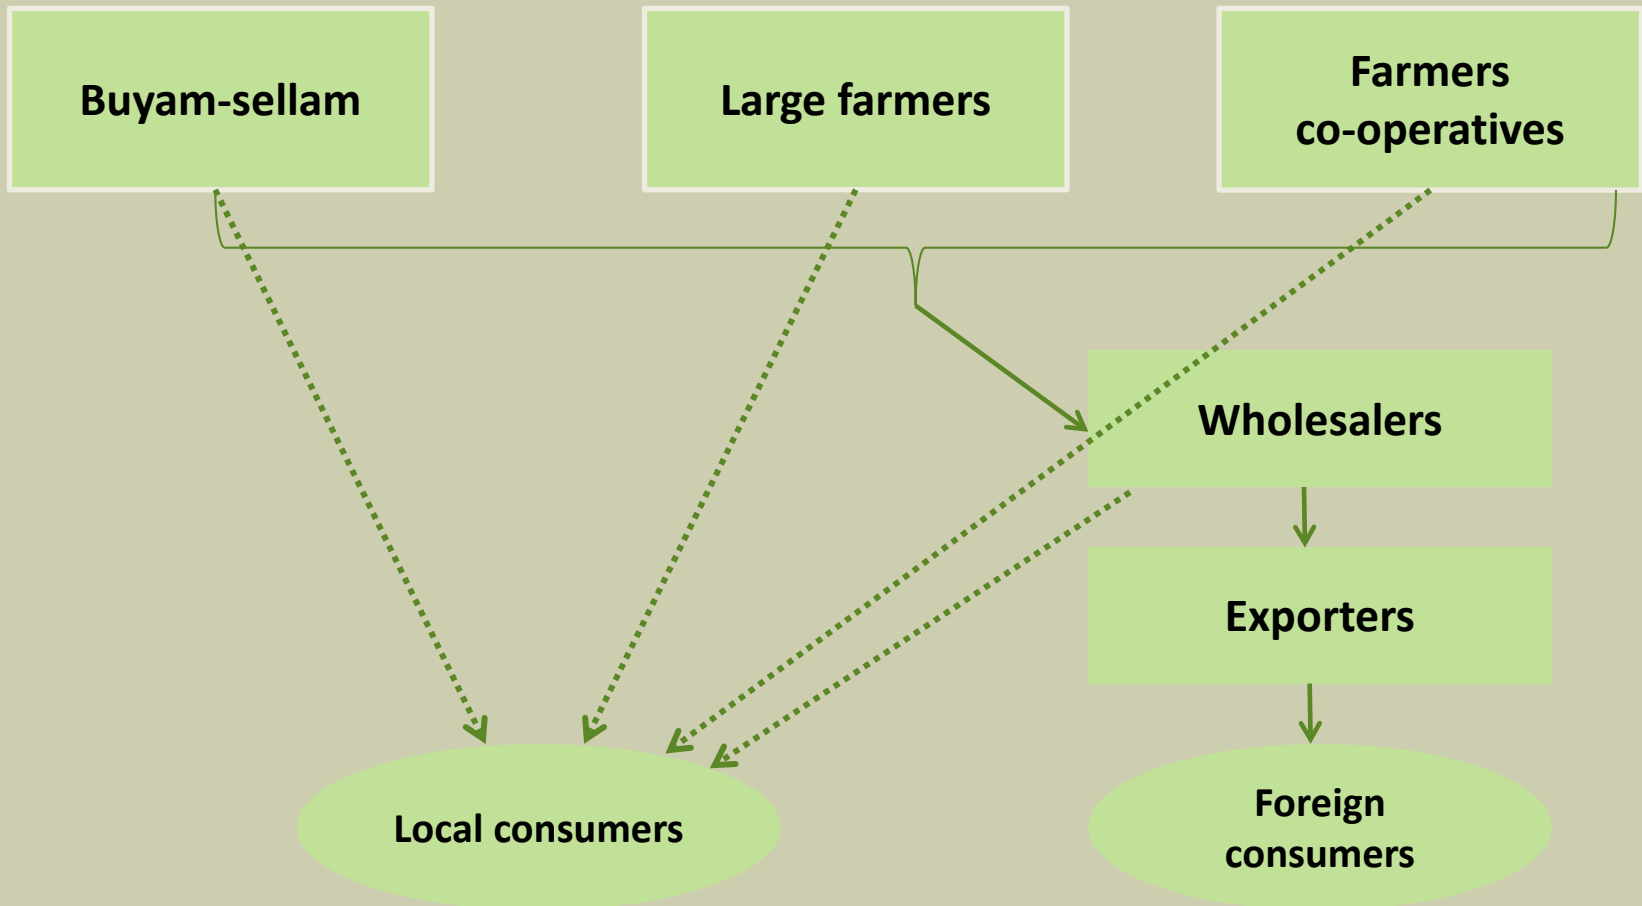 Buyam-sellam
Large farmers
Farmers
co-operatives
Wholesalers
Exporters
Local consumers
Foreign
consumers